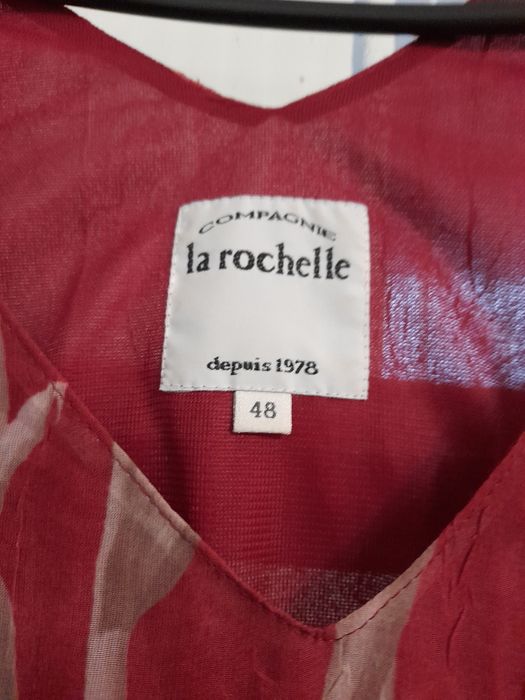 COMPAGNIE
la rochelle
depuis 1978
48